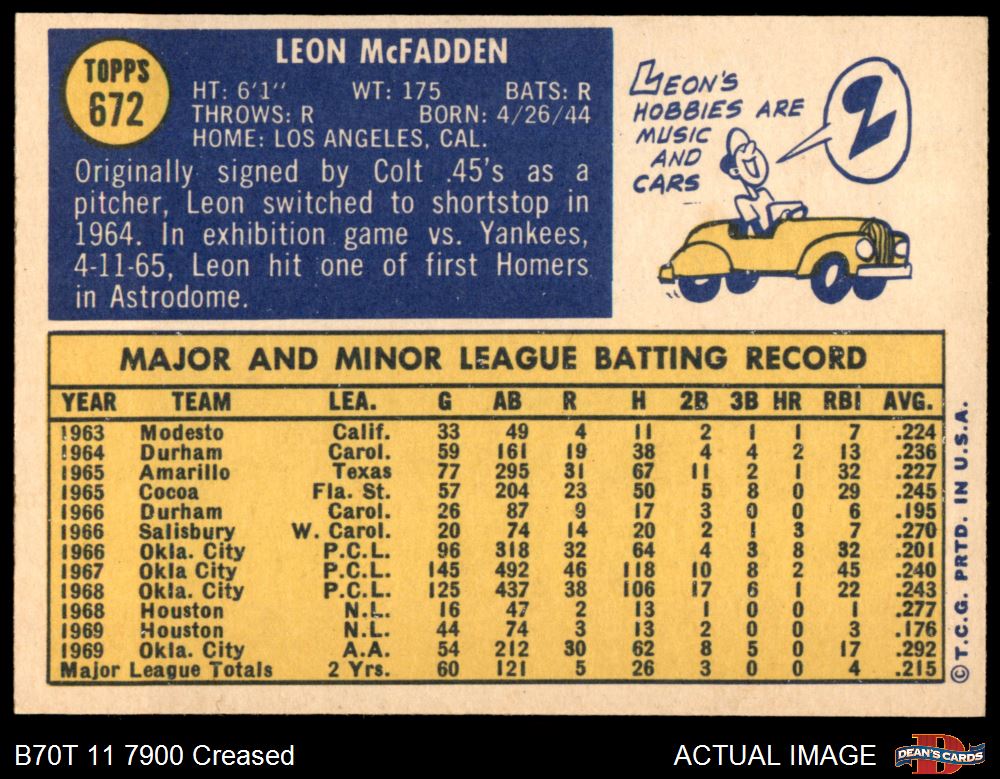 TOPPS
672
LEON McFADDEN
HT: 6'1" WT: 175 BATS: R
THROWS: R BORN: 4/26/44
HOME: LOS ANGELES, CAL.
Originally signed by Colt .45's as a
pitcher, Leon switched to shortstop in
1964. In exhibition game vs. Yankees,
4-11-65, Leon hit one of first Homers
in Astrodome.
LEON'S
HOBBIES ARE
MUSIC
AND
CARS
2
MAJOR AND MINOR LEAGUE BATTING RECORD
YEAR TEAM LEA. G AB R H 2B 3B HR RBI AVG.
1963 Modesto Calif. 33 49 4 11 2 1 1 7 .224
1964 Durham Carol. 59 161 19 38 4 4 2 13 .236
1965 Amarillo Texas 77 295 31 67 11 2 1 32 .227
1965 Cocoa Fla. St. 57 204 23 50 5 8 0 29 .245
1966 Durham Carol. 26 87 9 17 3 0 0 6 .195
1966 Salisbury W. Carol. 20 74 14 20 2 1 3 7 .270
1966 Okla. City P.C.L. 96 318 32 64 4 3 8 32 .201
1967 Okla City P.C.L. 145 492 46 118 10 8 2 45 .240
1968 Okla. City P.C.L. 125 437 38 106 17 6 1 22 .243
1968 Houston N.L. 16 47 2 13 1 0 0 1 .277
1969 Houston N.L. 44 74 3 13 2 0 0 3 .176
1969 Okla. City A.A. 54 212 30 62 8 5 0 17 .292
Major League Totals 2 Yrs. 60 121 5 26 3 0 0 4 .215
© T.C.G. PRTD. IN U.S.A.
B70T 11 7900 Creased
ACTUAL IMAGE
D
DEAN'S CARDS